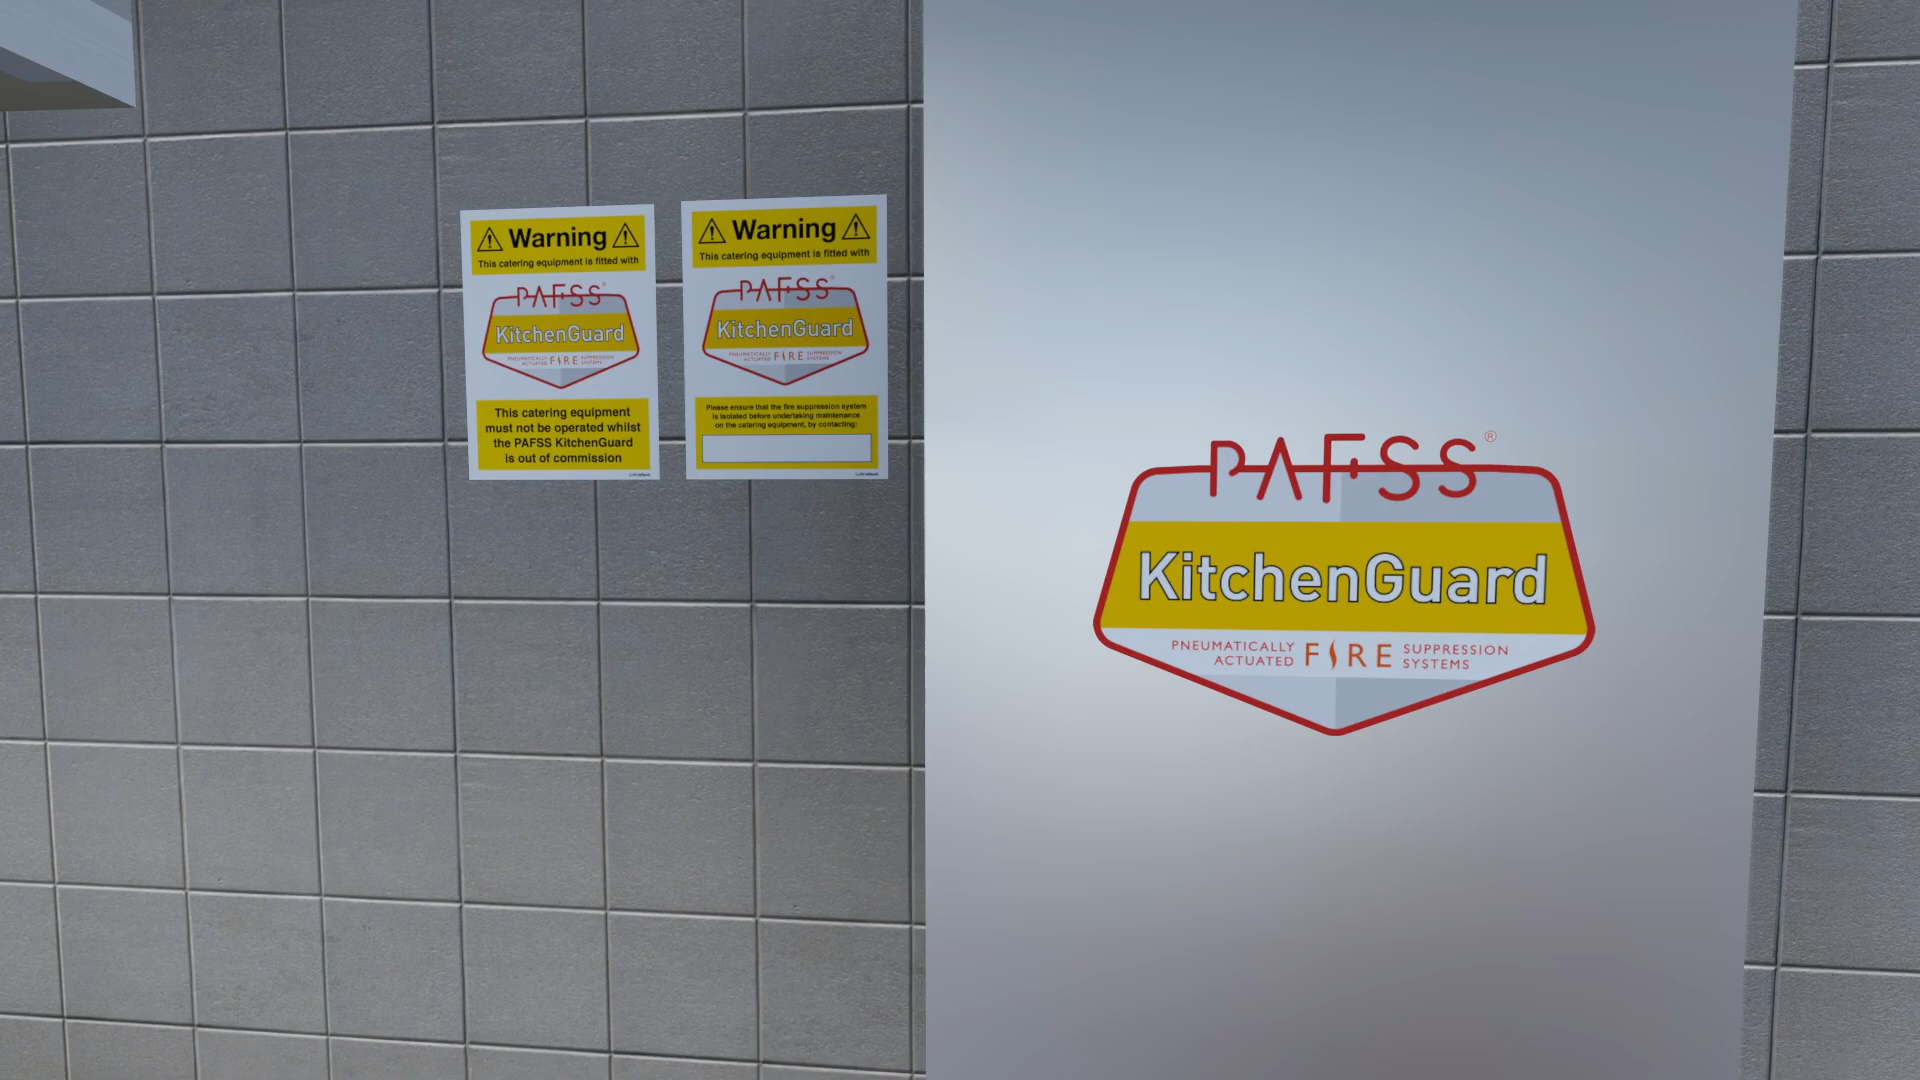 Warning
This catering equipment is fitted with
PAFSS®
KitchenGuard
PNEUMATICALLY
ACTUATED
FIRE
SUPPRESSION
SYSTEMS
This catering equipment
must not be operated whilst
the PAFSS KitchenGuard
is out of commission
Warning
This catering equipment is fitted with
PAFSS®
KitchenGuard
PNEUMATICALLY
ACTUATED
FIRE
SUPPRESSION
SYSTEMS
Please ensure that the fire suppression system
is isolated before undertaking maintenance
on the catering equipment, by contacting:
PAFSS®
KitchenGuard
PNEUMATICALLY
ACTUATED
FIRE
SUPPRESSION
SYSTEMS